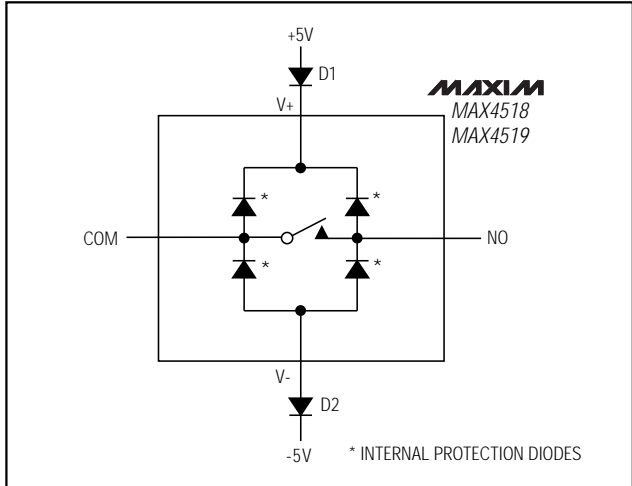 +5V
D1
MAXIM
V+
MAX4518
MAX4519
*
*
COM
NO
*
*
V-
D2
-5V
* INTERNAL PROTECTION DIODES